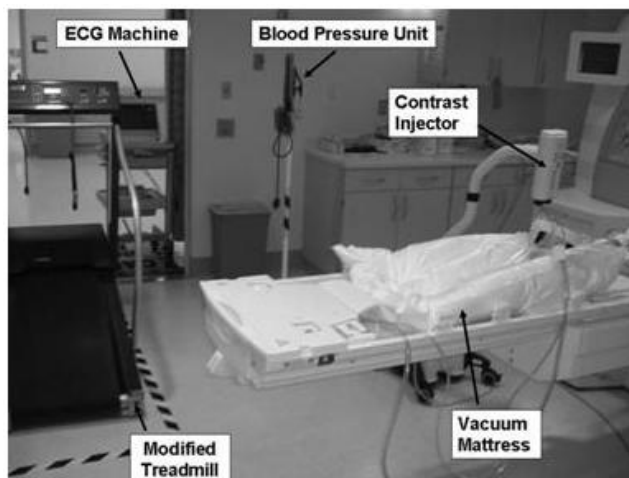 ECG Machine
Blood Pressure Unit
Contrast
Injector
Modified
Treadmill
Vacuum
Mattress